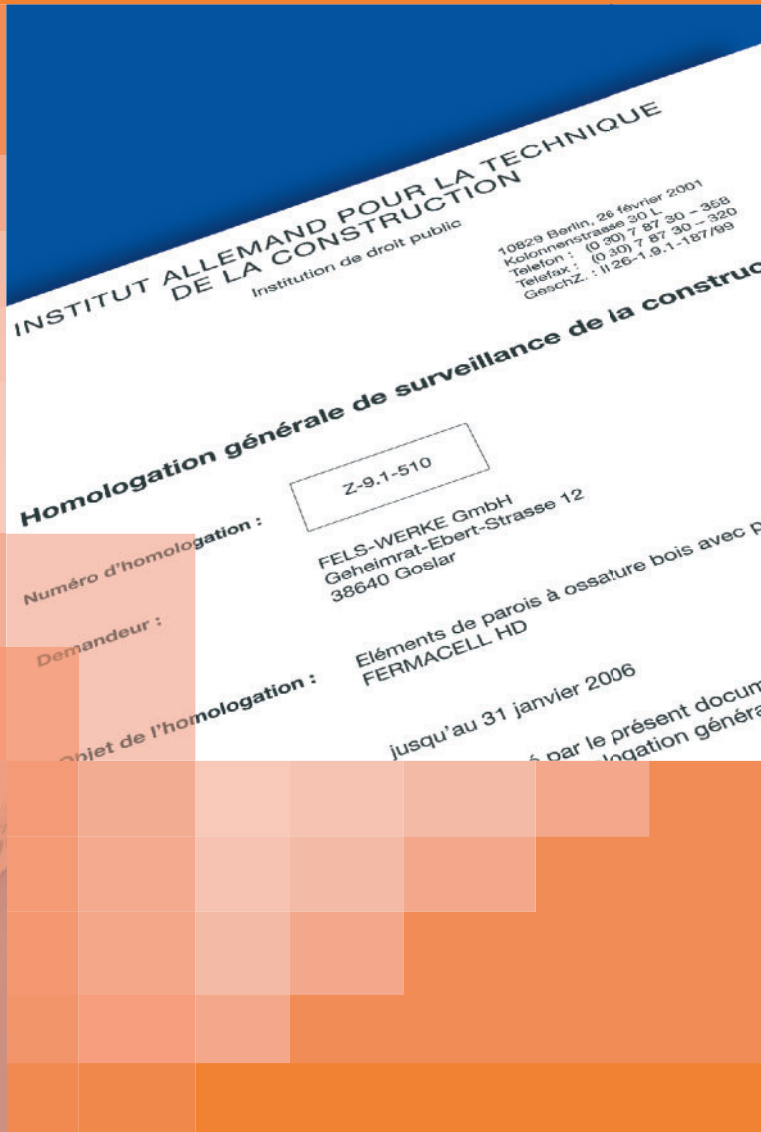 INSTITUT ALLEMAND POUR LA TECHNIQUE
DE LA CONSTRUCTION
Institution de droit public
10829 Berlin, 26 février 2001
Kolonnenstrasse 30 L
Telefon : (0 30) 7 87 30 – 358
Telefax : (0 30) 7 87 30 – 320
GeschZ. : II 26-1.9.1-187/99
Homologation générale de surveillance de la construc
Numéro d'homologation :
Z-9.1-510
Demandeur :
FELS-WERKE GmbH
Geheimrat-Ebert-Strasse 12
38640 Goslar
Objet de l'homologation :
Eléments de parois à ossature bois avec p
FERMACELL HD
jusqu'au 31 janvier 2006
é par le présent docum
logation généra